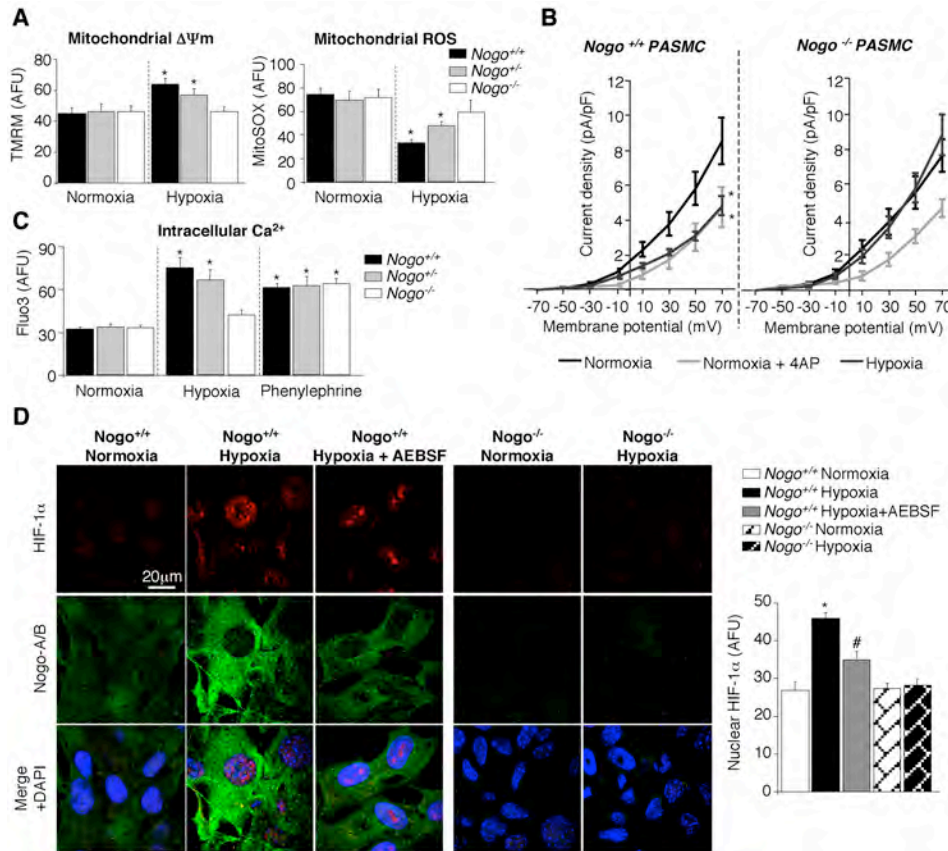 A
Mitochondrial ΔΨm
TMRM (AFU)
80
60
40
20
0
* *
Normoxia Hypoxia
Mitochondrial ROS
MitoSOX (AFU)
100
80
60
40
20
0
* *
Normoxia Hypoxia
Nogo+/+
Nogo+/-
Nogo-/-
B
Nogo +/+ PASMC
Current density (pA/pF)
12
10
8
6
4
2
*
*
-70 -50 -30 -10 10 30 50 70
Membrane potential (mV)
Nogo -/- PASMC
Current density (pA/pF)
12
10
8
6
4
2
-70 -50 -30 -10 10 30 50 70
Membrane potential (mV)
Normoxia Normoxia + 4AP Hypoxia
C
Intracellular Ca2+
Fluo3 (AFU)
90
60
30
0
* * * * *
Normoxia Hypoxia Phenylephrine
Nogo+/+
Nogo+/-
Nogo-/-
D
Nogo+/+ Nogo+/+ Nogo+/+ Nogo-/- Nogo-/-
Normoxia Hypoxia Hypoxia + AEBSF Normoxia Hypoxia
HIF-1α
20μm
Nogo-A/B
Merge
+DAPI
Nogo+/+ Normoxia
Nogo+/+ Hypoxia
Nogo+/+ Hypoxia+AEBSF
Nogo-/- Normoxia
Nogo-/- Hypoxia
Nuclear HIF-1α (AFU)
50
40
30
20
10
0
* #